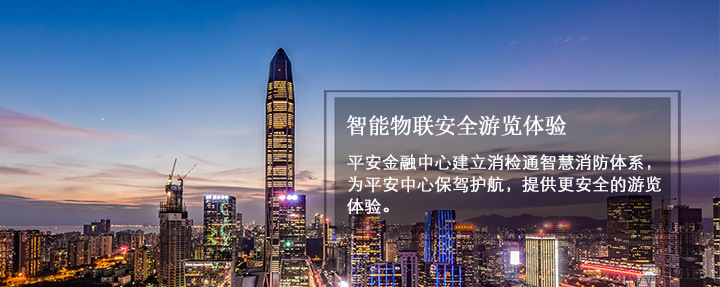 智能物联安全游览体验
平安金融中心建立消检通智慧消防体系，
为平安中心保驾护航，提供更安全的游览
体验。